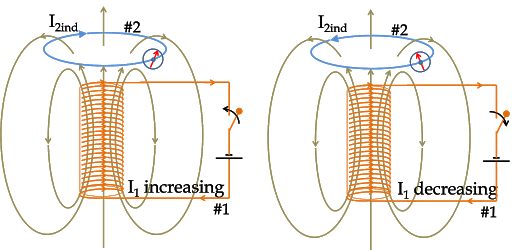 I2ind
#2
I1 increasing
#1
I2ind
#2
I1 decreasing
#1